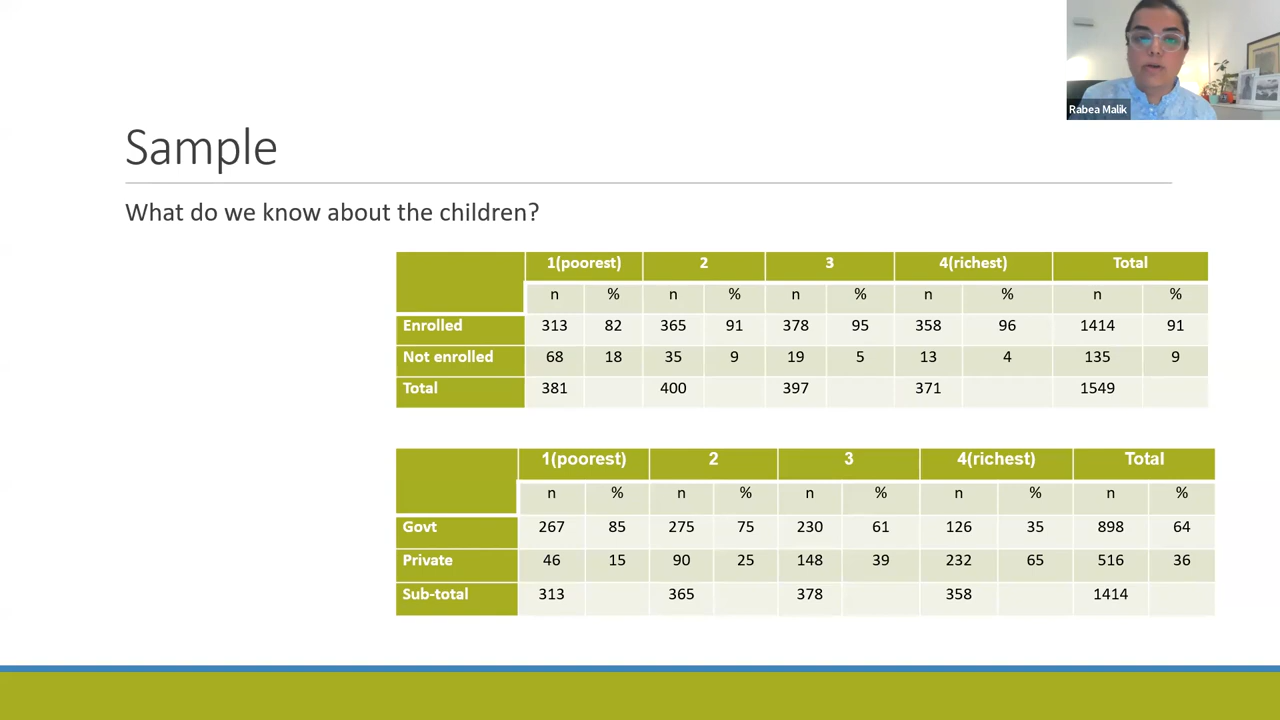 Rabea Malik
Sample
What do we know about the children?
1(poorest) 2 3 4(richest) Total
n % n % n % n % n %
Enrolled 313 82 365 91 378 95 358 96 1414 91
Not enrolled 68 18 35 9 19 5 13 4 135 9
Total 381 400 397 371 1549
1(poorest) 2 3 4(richest) Total
n % n % n % n % n %
Govt 267 85 275 75 230 61 126 35 898 64
Private 46 15 90 25 148 39 232 65 516 36
Sub-total 313 365 378 358 1414